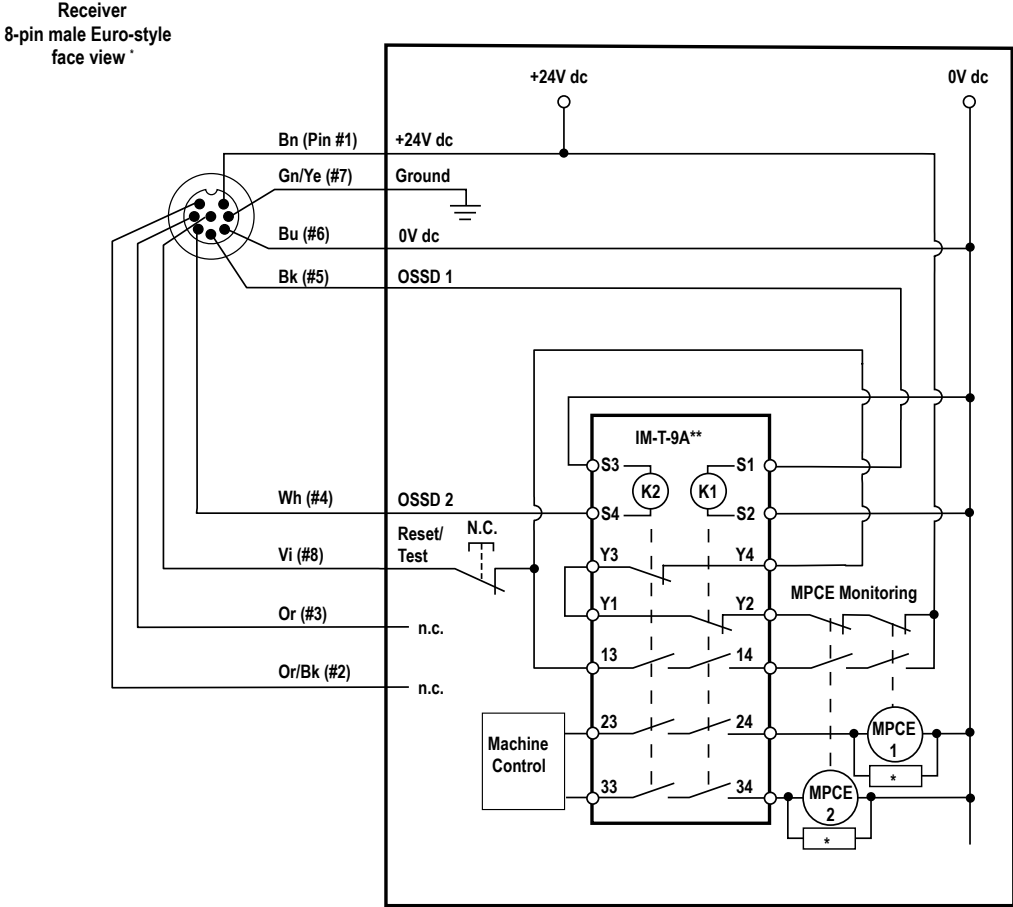 Receiver
8-pin male Euro-style
face view *
+24V dc
0V dc
Bn (Pin #1)
+24V dc
Gn/Ye (#7)
Ground
Bu (#6)
0V dc
Bk (#5)
OSSD 1
IM-T-9A**
S3
S1
K2
K1
Wh (#4)
OSSD 2
S4
S2
Reset/
Test
N.C.
Vi (#8)
Y3
Y4
MPCE Monitoring
Y1
Y2
Or (#3)
n.c.
13
14
Or/Bk (#2)
n.c.
23
24
MPCE
1
*
Machine
Control
33
34
MPCE
2
*